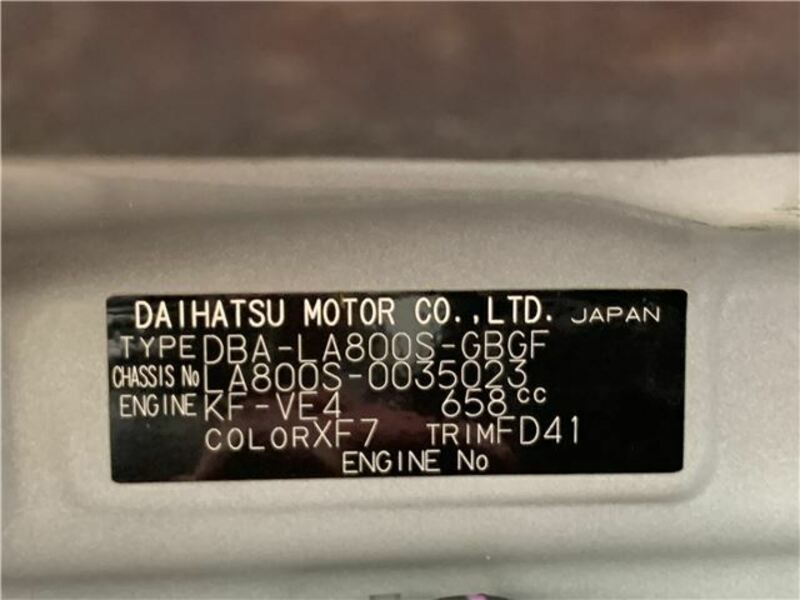 DAIHATSU MOTOR CO.,LTD. JAPAN
TYPE DBA-LA800S-GBGF
CHASSIS No LA800S-0035023
ENGINE KF-VE4 658cc
COLOR XF7 TRIM FD41
ENGINE No